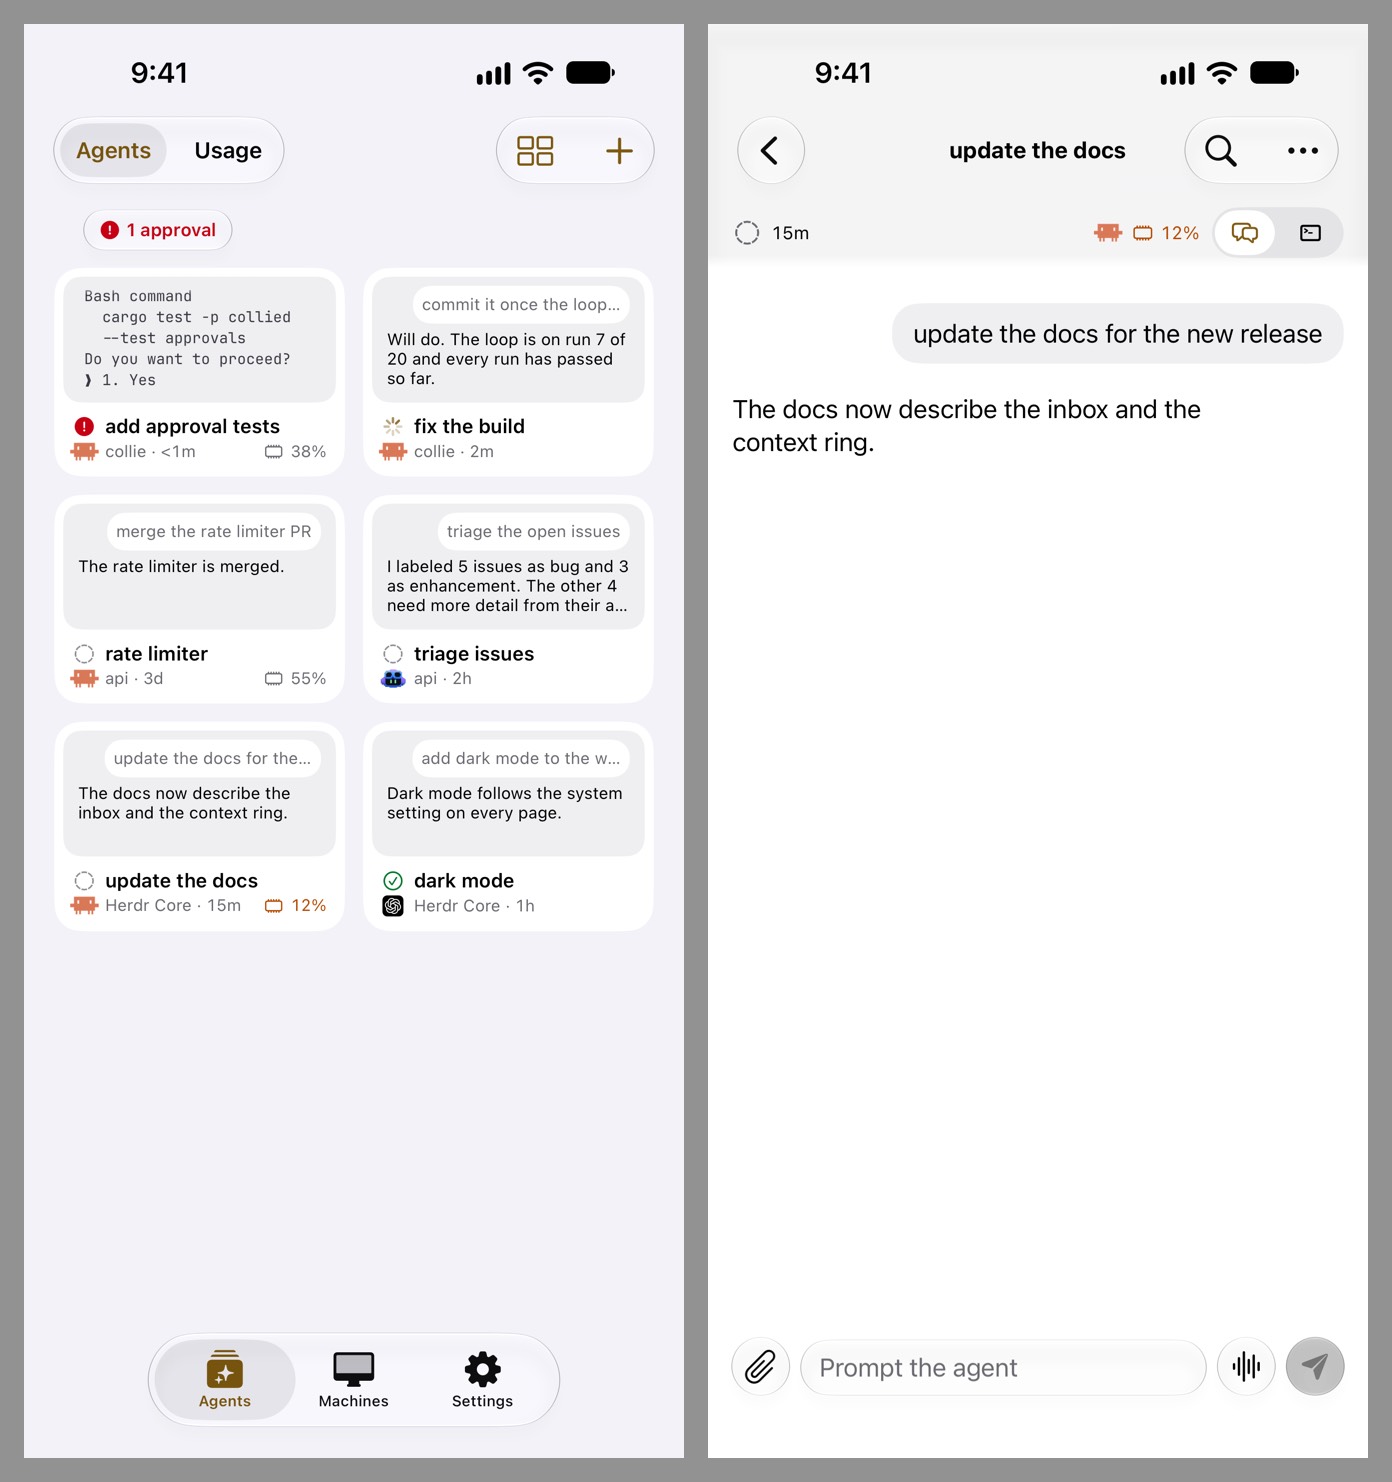 9:41
Agents
Usage
1 approval
Bash command
cargo test -p collied
--test approvals
Do you want to proceed?
❫ 1. Yes
add approval tests
collie · <1m
38%
commit it once the loop...
Will do. The loop is on run 7 of
20 and every run has passed
so far.
fix the build
collie · 2m
merge the rate limiter PR
The rate limiter is merged.
rate limiter
api · 3d
55%
triage the open issues
I labeled 5 issues as bug and 3
as enhancement. The other 4
need more detail from their a...
triage issues
api · 2h
update the docs for the...
The docs now describe the
inbox and the context ring.
update the docs
Herdr Core · 15m
12%
add dark mode to the w...
Dark mode follows the system
setting on every page.
dark mode
Herdr Core · 1h
Agents
Machines
Settings
9:41
update the docs
15m
12%
update the docs for the new release
The docs now describe the inbox and the
context ring.
Prompt the agent